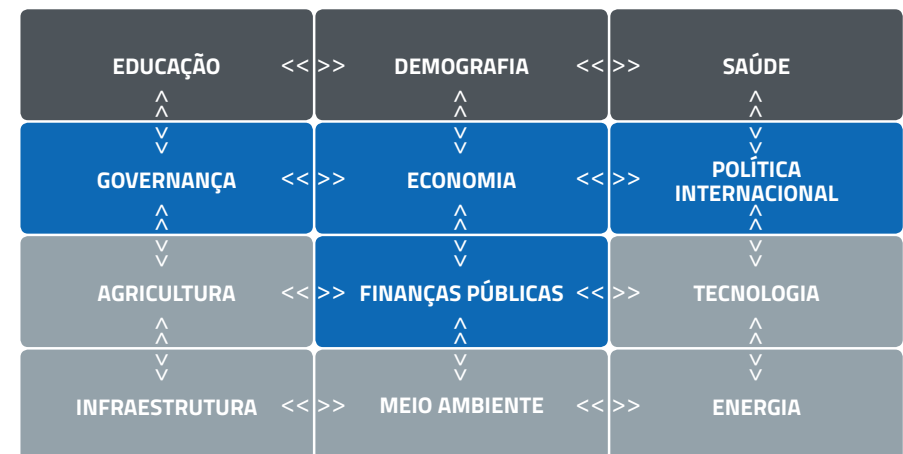 EDUCAÇÃO << >> DEMOGRAFIA << >> SAÚDE
<< << <<
>> >> >>
GOVERNANÇA << >> ECONOMIA << >> POLÍTICA
INTERNACIONAL
<< << <<
>> >> >>
AGRICULTURA << >> FINANÇAS PÚBLICAS << >> TECNOLOGIA
<< << <<
>> >> >>
INFRAESTRUTURA << >> MEIO AMBIENTE << >> ENERGIA